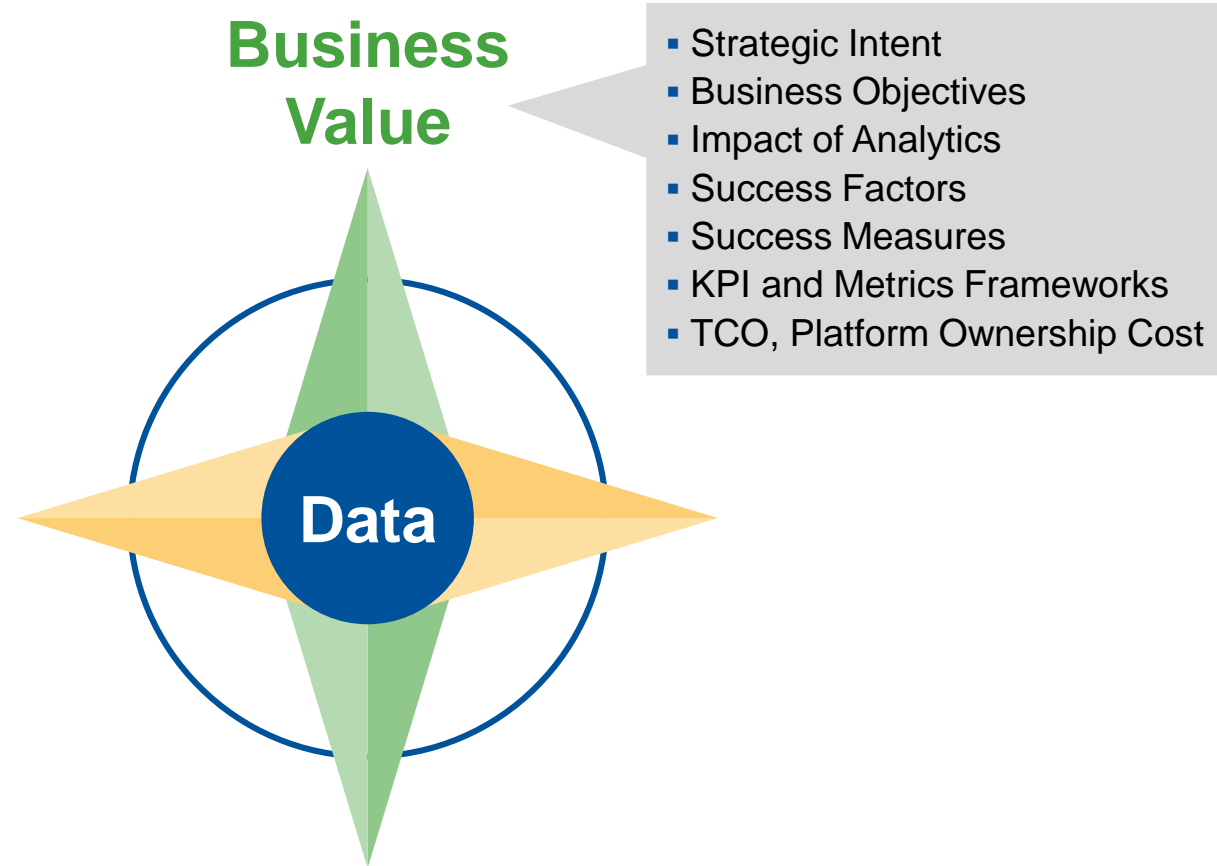 Business
Value
Strategic Intent
Business Objectives
Impact of Analytics
Success Factors
Success Measures
KPI and Metrics Frameworks
TCO, Platform Ownership Cost
Data